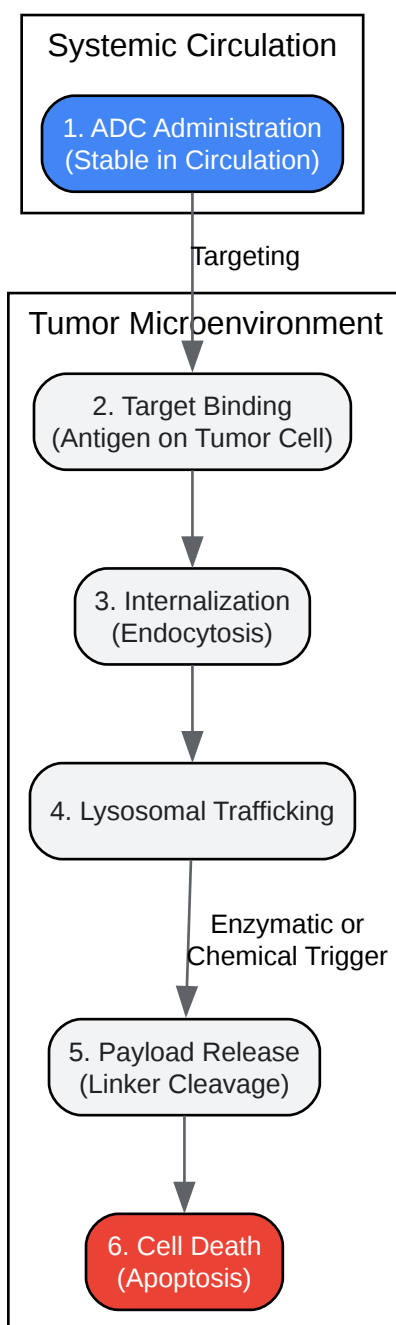 Systemic Circulation
1. ADC Administration
(Stable in Circulation)
Targeting
Tumor Microenvironment
2. Target Binding
(Antigen on Tumor Cell)
3. Internalization
(Endocytosis)
4. Lysosomal Trafficking
Enzymatic or
Chemical Trigger
5. Payload Release
(Linker Cleavage)
6. Cell Death
(Apoptosis)